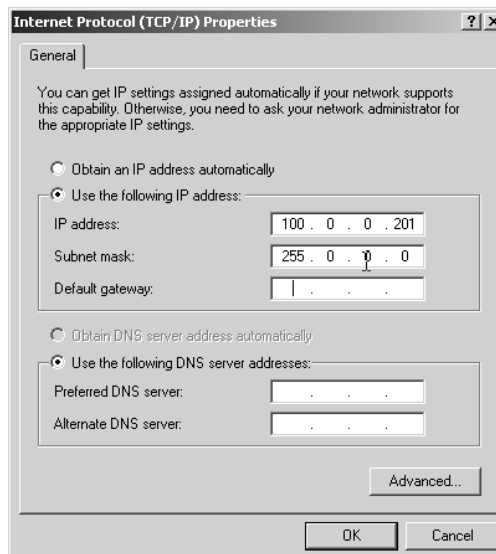 Internet Protocol (TCP/IP) Properties
General
You can get IP settings assigned automatically if your network supports
this capability. Otherwise, you need to ask your network administrator for
the appropriate IP settings.
Obtain an IP address automatically
Use the following IP address:
IP address: 100 . 0 . 0 . 201
Subnet mask: 255 . 0 . 0 . 0
Default gateway: . . .
Obtain DNS server address automatically
Use the following DNS server addresses:
Preferred DNS server: . . .
Alternate DNS server: . . .
Advanced...
OK Cancel